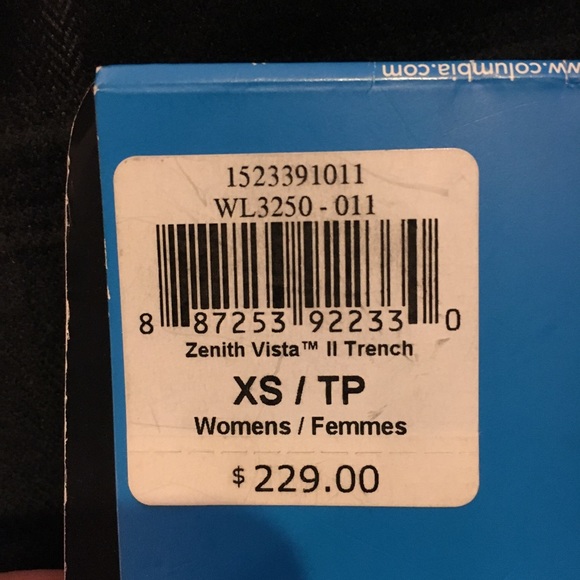 www.columbia.com
1523391011
WL3250 - 011
8 87253 92233 0
Zenith Vista™ II Trench
XS / TP
Womens / Femmes
$229.00